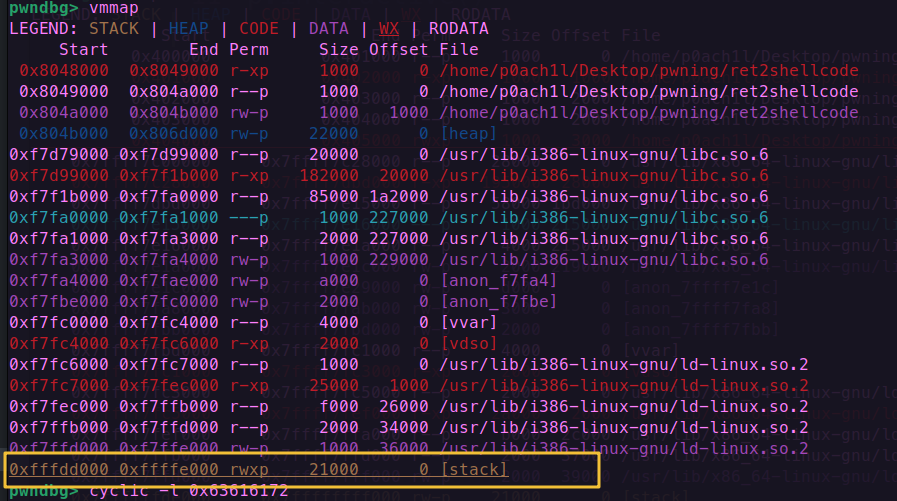 pwndbg> vmmap
LEGEND: STACK | HEAP | CODE | DATA | WX | RODATA
Start End Perm Size Offset File
0x8048000 0x8049000 r-xp 1000 0 /home/p0ach1l/Desktop/pwning/ret2shellcode
0x8049000 0x804a000 r--p 1000 0 /home/p0ach1l/Desktop/pwning/ret2shellcode
0x804a000 0x804b000 rw-p 1000 1000 /home/p0ach1l/Desktop/pwning/ret2shellcode
0x804b000 0x806d000 rw-p 22000 0 [heap]
0xf7d79000 0xf7d99000 r--p 20000 0 /usr/lib/i386-linux-gnu/libc.so.6
0xf7d99000 0xf7f1b000 r-xp 182000 20000 /usr/lib/i386-linux-gnu/libc.so.6
0xf7f1b000 0xf7fa0000 r--p 85000 1a2000 /usr/lib/i386-linux-gnu/libc.so.6
0xf7fa0000 0xf7fa1000 ---p 1000 227000 /usr/lib/i386-linux-gnu/libc.so.6
0xf7fa1000 0xf7fa3000 r--p 2000 227000 /usr/lib/i386-linux-gnu/libc.so.6
0xf7fa3000 0xf7fa4000 rw-p 1000 229000 /usr/lib/i386-linux-gnu/libc.so.6
0xf7fa4000 0xf7fae000 rw-p a000 0 [anon_f7fa4]
0xf7fbe000 0xf7fc0000 rw-p 2000 0 [anon_f7fbe]
0xf7fc0000 0xf7fc4000 r--p 4000 0 [vvar]
0xf7fc4000 0xf7fc6000 r-xp 2000 0 [vdso]
0xf7fc6000 0xf7fc7000 r--p 1000 0 /usr/lib/i386-linux-gnu/ld-linux.so.2
0xf7fc7000 0xf7fec000 r-xp 25000 1000 /usr/lib/i386-linux-gnu/ld-linux.so.2
0xf7fec000 0xf7ffb000 r--p f000 26000 /usr/lib/i386-linux-gnu/ld-linux.so.2
0xf7ffb000 0xf7ffd000 r--p 2000 34000 /usr/lib/i386-linux-gnu/ld-linux.so.2
0xf7ffd000 0xf7ffe000 rw-p 1000 36000 /usr/lib/i386-linux-gnu/ld-linux.so.2
0xfffdd000 0xffffe000 rwxp 21000 0 [stack]
pwndbg> cyclic -l 0x63616172